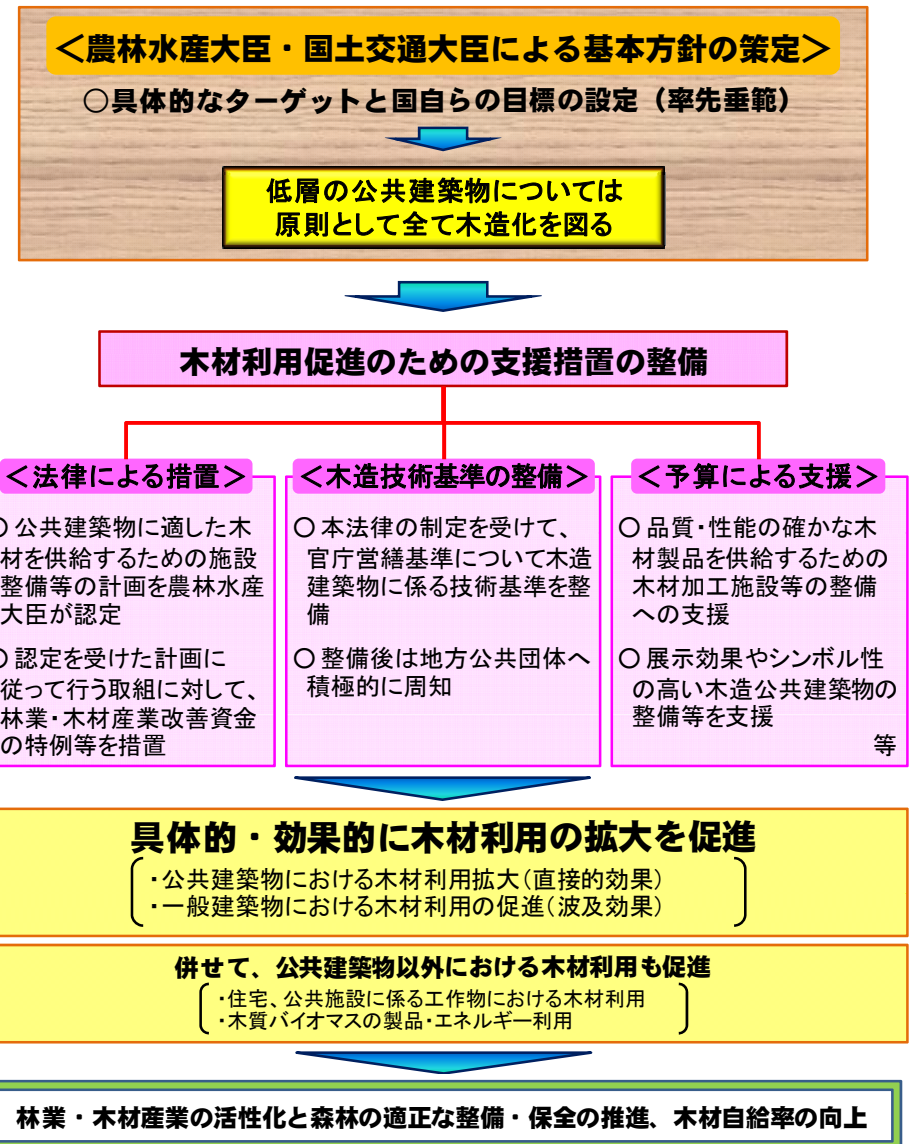 ＜農林水産大臣・国土交通大臣による基本方針の策定＞
○具体的なターゲットと国自らの目標の設定（率先垂範）
低層の公共建築物については
原則として全て木造化を図る
木材利用促進のための支援措置の整備
＜法律による措置＞
○ 公共建築物に適した木
材を供給するための施設
整備等の計画を農林水産
大臣が認定
○ 認定を受けた計画に
従って行う取組に対して、
林業・木材産業改善資金
の特例等を措置
＜木造技術基準の整備＞
○ 本法律の制定を受けて、
官庁営繕基準について木造
建築物に係る技術基準を整
備
○ 整備後は地方公共団体へ
積極的に周知
＜予算による支援＞
○ 品質・性能の確かな木
材製品を供給するための
木材加工施設等の整備
への支援
○ 展示効果やシンボル性
の高い木造公共建築物の
整備等を支援
等
具体的・効果的に木材利用の拡大を促進
・公共建築物における木材利用拡大（直接的効果）
・一般建築物における木材利用の促進（波及効果）
併せて、公共建築物以外における木材利用も促進
・住宅、公共施設に係る工作物における木材利用
・木質バイオマスの製品・エネルギー利用
林業・木材産業の活性化と森林の適正な整備・保全の推進、木材自給率の向上